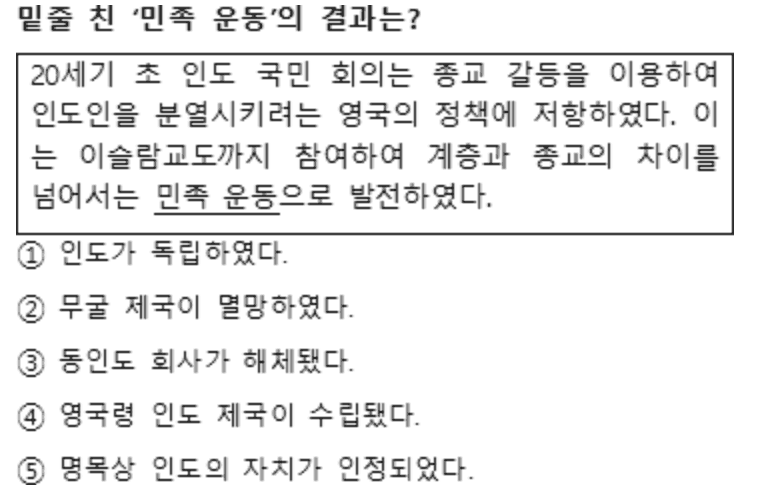 밑줄 친 ‘민족 운동’의 결과는?
20세기 초 인도 국민 회의는 종교 갈등을 이용하여
인도인을 분열시키려는 영국의 정책에 저항하였다. 이
는 이슬람교도까지 참여하여 계층과 종교의 차이를
넘어서는 민족 운동으로 발전하였다.
① 인도가 독립하였다.
② 무굴 제국이 멸망하였다.
③ 동인도 회사가 해체됐다.
④ 영국령 인도 제국이 수립됐다.
⑤ 명목상 인도의 자치가 인정되었다.